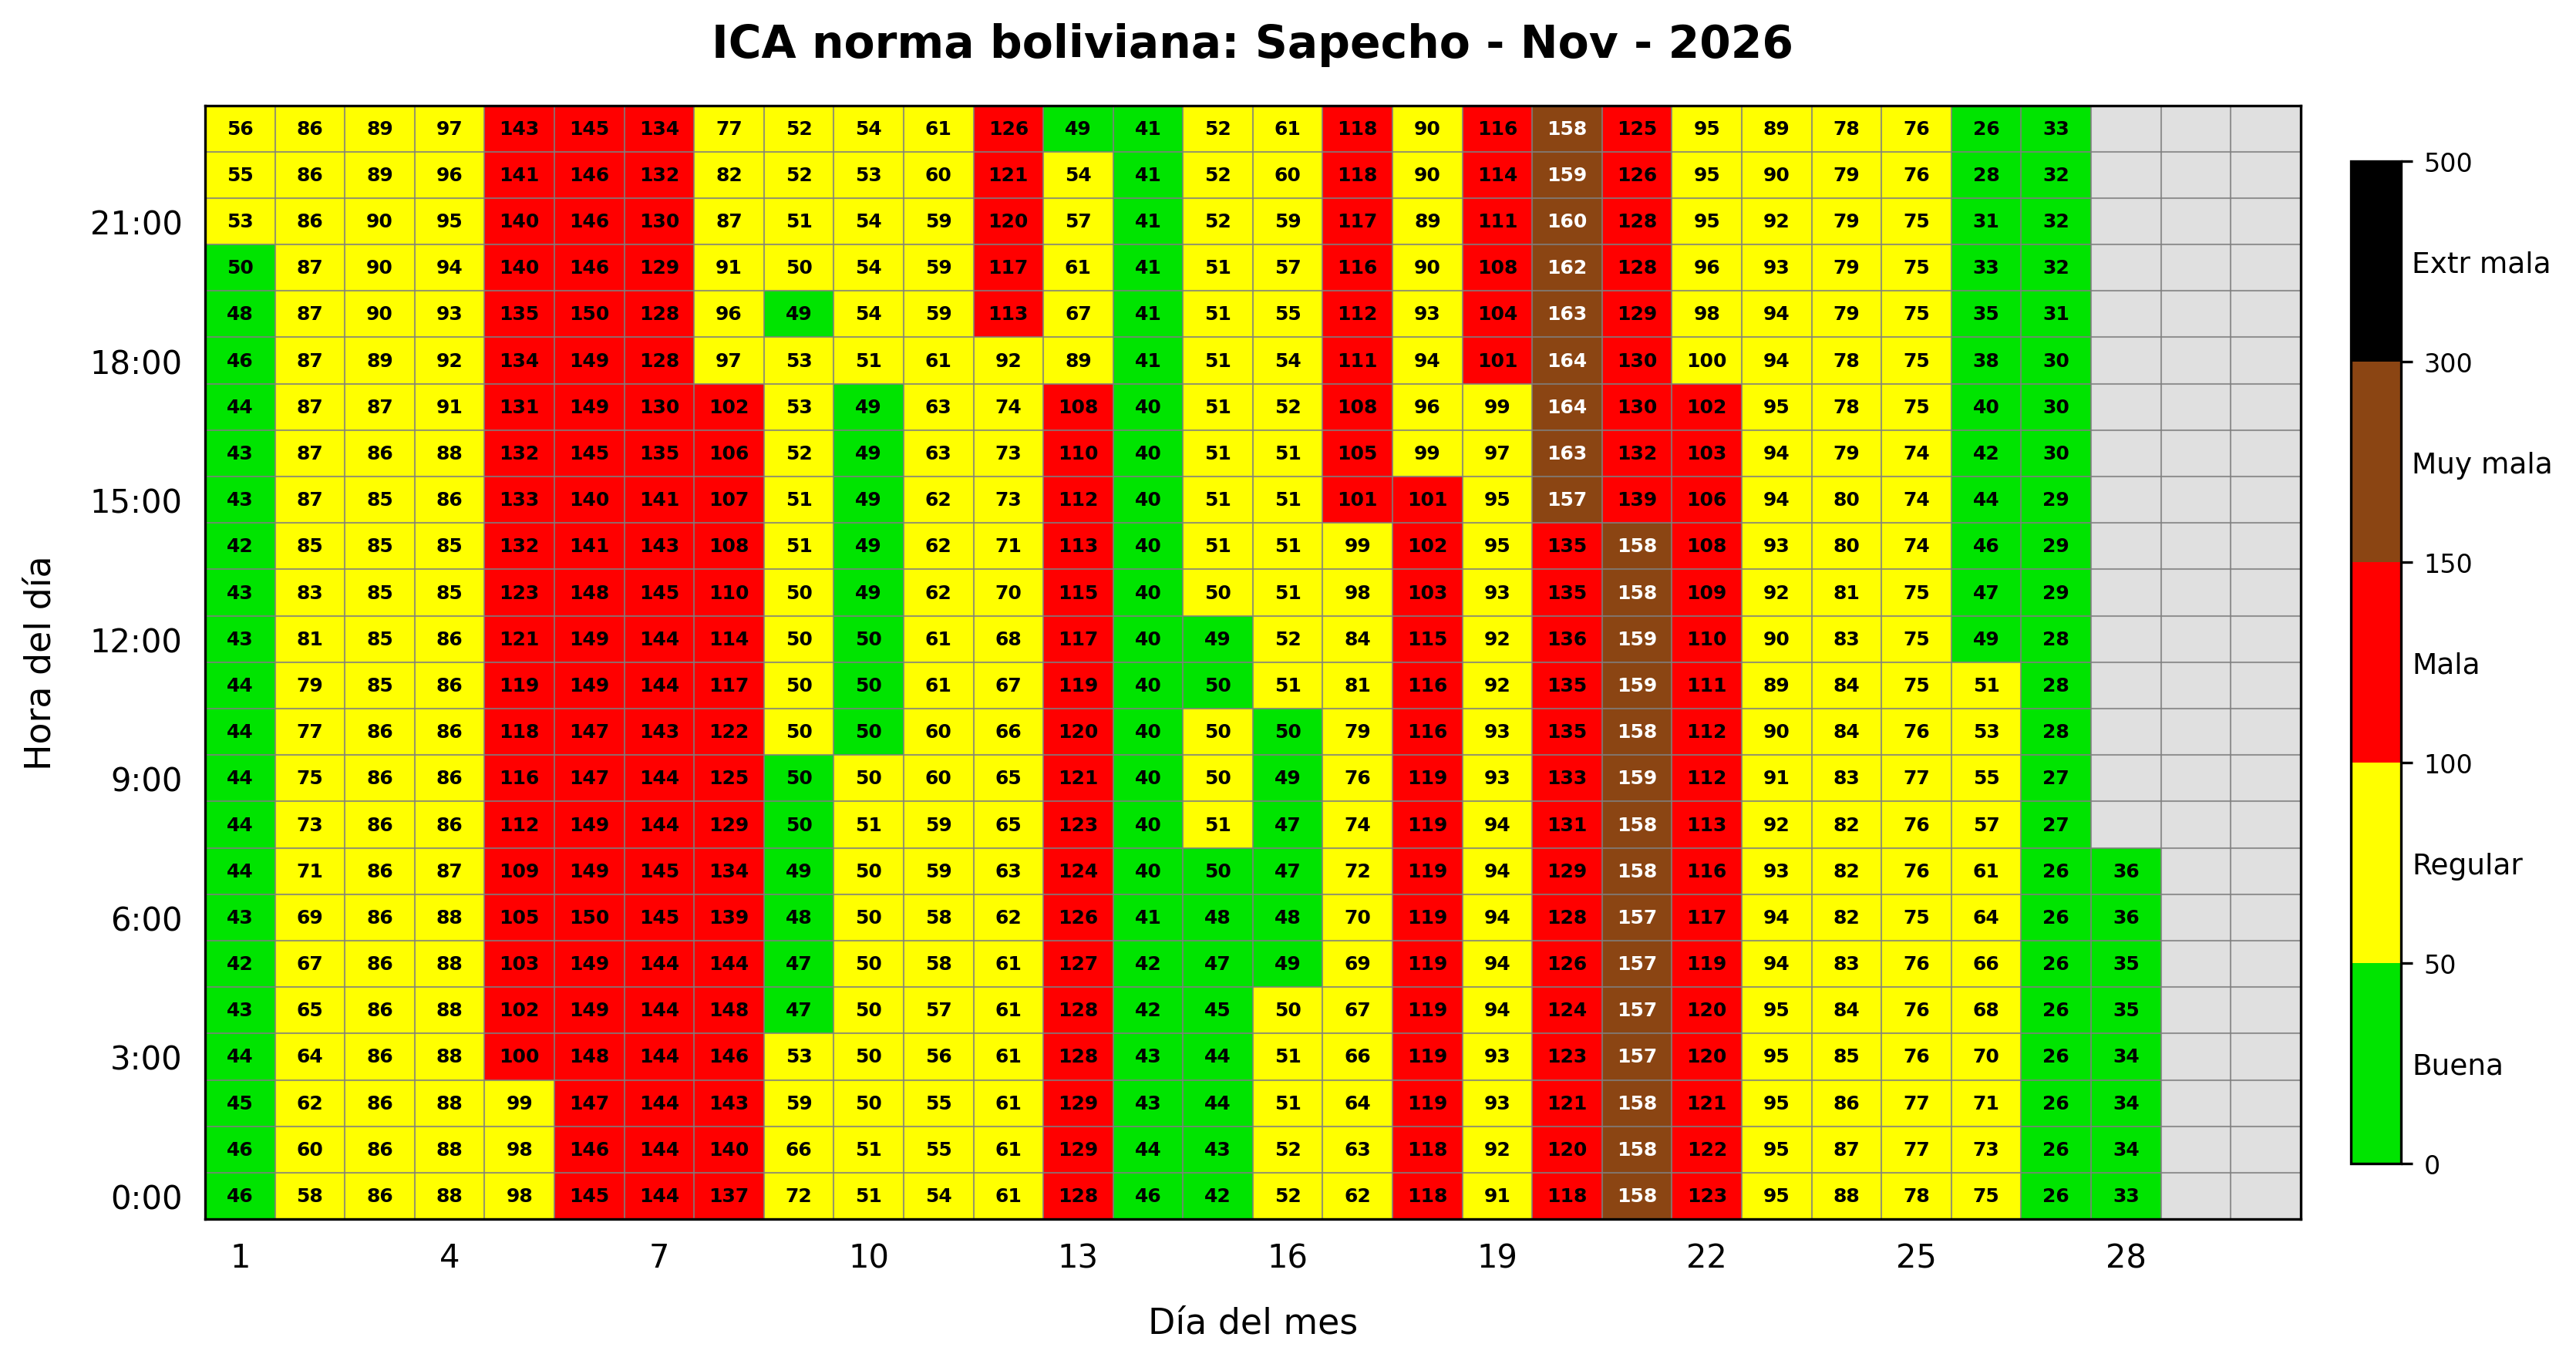 ICA norma boliviana: Sapecho - Nov - 2026
56 86 89 97 143 145 134 77 52 54 61 126 49 41 52 61 118 90 116 158 125 95 89 78 76 26 33
55 86 89 96 141 146 132 82 52 53 60 121 54 41 52 60 118 90 114 159 126 95 90 79 76 28 32
21:00 53 86 90 95 140 146 130 87 51 54 59 120 57 41 52 59 117 89 111 160 128 95 92 79 75 31 32
50 87 90 94 140 146 129 91 50 54 59 117 61 41 51 57 116 90 108 162 128 96 93 79 75 33 32
48 87 90 93 135 150 128 96 49 54 59 113 67 41 51 55 112 93 104 163 129 98 94 79 75 35 31
18:00 46 87 89 92 134 149 128 97 53 51 61 92 89 41 51 54 111 94 101 164 130 100 94 78 75 38 30
44 87 87 91 131 149 130 102 53 49 63 74 108 40 51 52 108 96 99 164 130 102 95 78 75 40 30
43 87 86 88 132 145 135 106 52 49 63 73 110 40 51 51 105 99 97 163 132 103 94 79 74 42 30
15:00 43 87 85 86 133 140 141 107 51 49 62 73 112 40 51 51 101 101 95 157 139 106 94 80 74 44 29
42 85 85 85 132 141 143 108 51 49 62 71 113 40 51 51 99 102 95 135 158 108 93 80 74 46 29
43 83 85 85 123 148 145 110 50 49 62 70 115 40 50 51 98 103 93 135 158 109 92 81 75 47 29
12:00 43 81 85 86 121 149 144 114 50 50 61 68 117 40 49 52 84 115 92 136 159 110 90 83 75 49 28
44 79 85 86 119 149 144 117 50 50 61 67 119 40 50 51 81 116 92 135 159 111 89 84 75 51 28
44 77 86 86 118 147 143 122 50 50 60 66 120 40 50 50 79 116 93 135 158 112 90 84 76 53 28
9:00 44 75 86 86 116 147 144 125 50 50 60 65 121 40 50 49 76 119 93 133 159 112 91 83 77 55 27
44 73 86 86 112 149 144 129 50 51 59 65 123 40 51 47 74 119 94 131 158 113 92 82 76 57 27
44 71 86 87 109 149 145 134 49 50 59 63 124 40 50 47 72 119 94 129 158 116 93 82 76 61 26 36
6:00 43 69 86 88 105 150 145 139 48 50 58 62 126 41 48 48 70 119 94 128 157 117 94 82 75 64 26 36
42 67 86 88 103 149 144 144 47 50 58 61 127 42 47 49 69 119 94 126 157 119 94 83 76 66 26 35
43 65 86 88 102 149 144 148 47 50 57 61 128 42 45 50 67 119 94 124 157 120 95 84 76 68 26 35
3:00 44 64 86 88 100 148 144 146 53 50 56 61 128 43 44 51 66 119 93 123 157 120 95 85 76 70 26 34
45 62 86 88 99 147 144 143 59 50 55 61 129 43 44 51 64 119 93 121 158 121 95 86 77 71 26 34
46 60 86 88 98 146 144 140 66 51 55 61 129 44 43 52 63 118 92 120 158 122 95 87 77 73 26 34
0:00 46 58 86 88 98 145 144 137 72 51 54 61 128 46 42 52 62 118 91 118 158 123 95 88 78 75 26 33
1 4 7 10 13 16 19 22 25 28
Día del mes
Hora del día
500
Extr mala
300
Muy mala
150
Mala
100
Regular
50
Buena
0